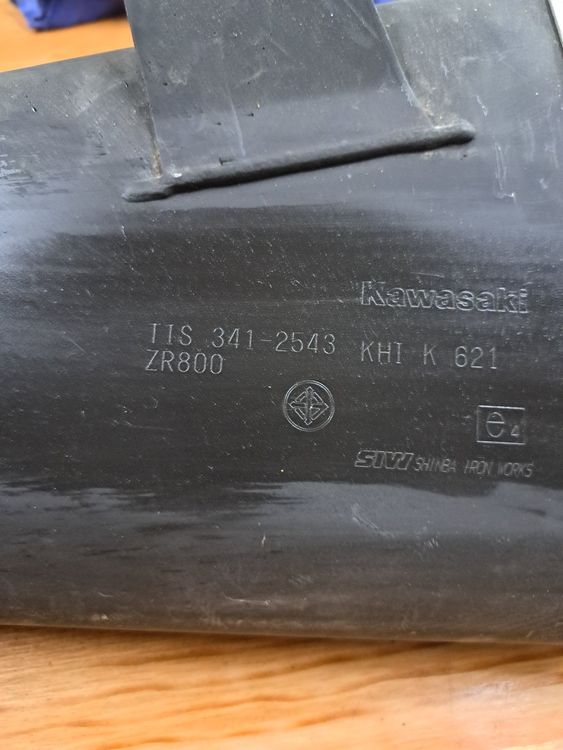 Kawasaki
TIS 341-2543 KHI K 621
ZR800
e4
SIW SHINBA IRON WORKS